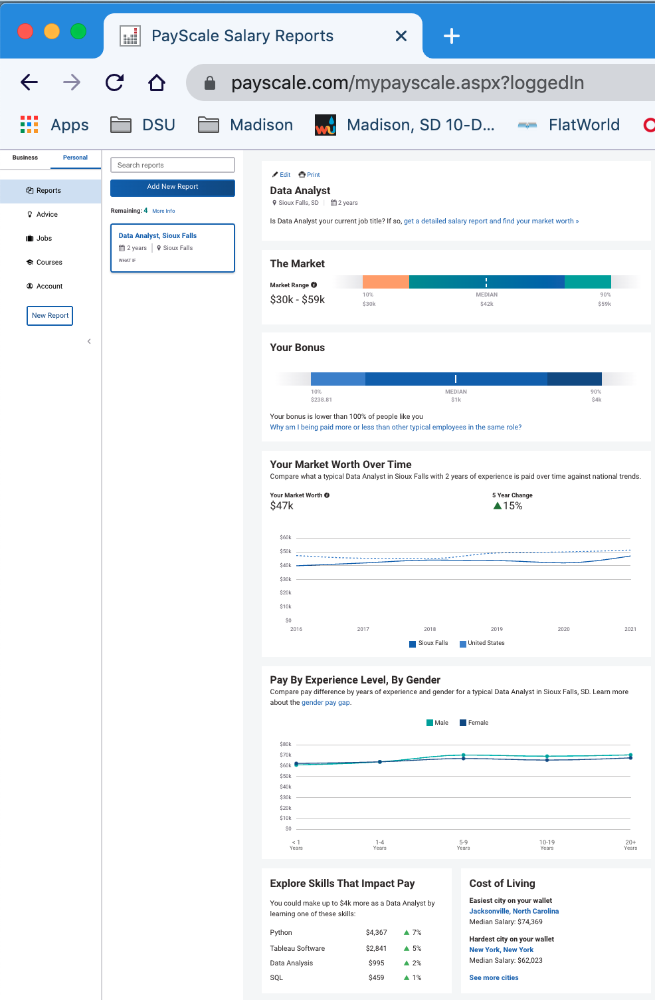 PayScale Salary Reports
payscale.com/mypayscale.aspx?loggedIn
Apps DSU Madison Madison, SD 10-D... FlatWorld
Business Personal
Reports
Advice
Jobs
Courses
Account
New Report
Search reports
Add New Report
Remaining: 4 More Info
Data Analyst, Sioux Falls
2 years Sioux Falls
WHAT IF
Edit Print
Data Analyst
Sioux Falls, SD 2 years
Is Data Analyst your current job title? If so, get a detailed salary report and find your market worth »
The Market
Market Range
$30k - $59k
10% MEDIAN 90%
$30k $42k $59k
Your Bonus
10% MEDIAN 90%
$238.81 $1k $4k
Your bonus is lower than 100% of people like you
Why am I being paid more or less than other typical employees in the same role?
Your Market Worth Over Time
Compare what a typical Data Analyst in Sioux Falls with 2 years of experience is paid over time against national trends.
Your Market Worth 5 Year Change
$47k 15%
$60k
$50k
$40k
$30k
$20k
$10k
$0
2016 2017 2018 2019 2020 2021
Sioux Falls United States
Pay By Experience Level, By Gender
Compare pay difference by years of experience and gender for a typical Data Analyst in Sioux Falls, SD. Learn more
about the gender pay gap.
Male Female
$80k
$70k
$60k
$50k
$40k
$30k
$20k
$10k
$0
< 1 1-4 5-9 10-19 20+
Years Years Years Years Years
Explore Skills That Impact Pay
You could make up to $4k more as a Data Analyst by
learning one of these skills:
Python $4,367 7%
Tableau Software $2,841 5%
Data Analysis $995 2%
SQL $459 1%
Cost of Living
Easiest city on your wallet
Jacksonville, North Carolina
Median Salary: $74,369
Hardest city on your wallet
New York, New York
Median Salary: $62,023
See more cities